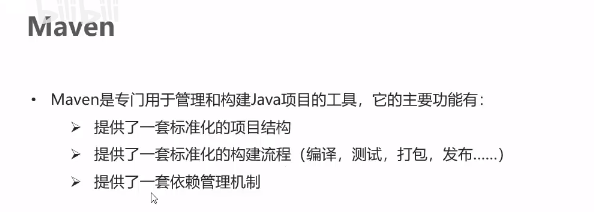 bilibili
Maven
• Maven是专门用于管理和构建Java项目的工具，它的主要功能有：
➢ 提供了一套标准化的项目结构
➢ 提供了一套标准化的构建流程（编译，测试，打包，发布……）
➢ 提供了一套依赖管理机制